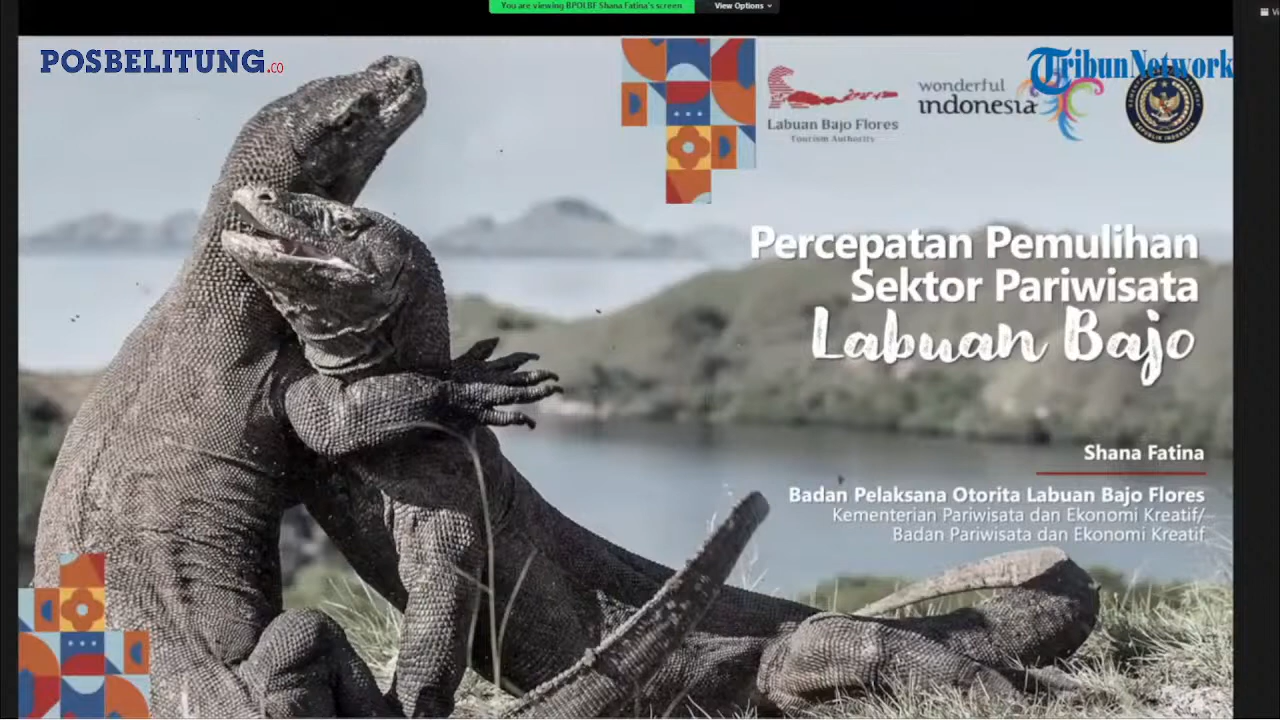 You are viewing BPOLBF Shana Fatina's screen
View Options
POSBELITUNG.CO
TribunNetwork
Labuan Bajo Flores
Tourism Authority
wonderful
indonesia
REPUBLIK INDONESIA
Percepatan Pemulihan
Sektor Pariwisata
Labuan Bajo
Shana Fatina
Badan Pelaksana Otorita Labuan Bajo Flores
Kementerian Pariwisata dan Ekonomi Kreatif/
Badan Pariwisata dan Ekonomi Kreatif